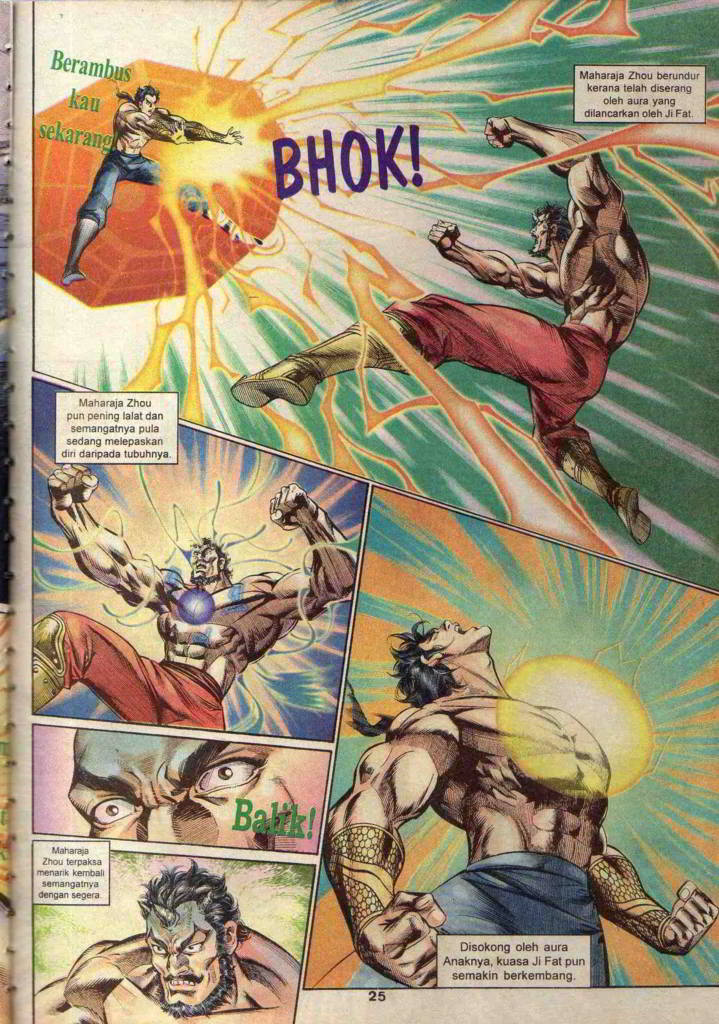 Berambus
kau
sekarang
Maharaja Zhou berundur
kerana telah diserang
oleh aura yang
dilancarkan oleh Ji Fat.
BHOK!
Maharaja Zhou
pun pening lalat dan
semangatnya pula
sedang melepaskan
diri daripada tubuhnya.
Balik!
Maharaja
Zhou terpaksa
menarik kembali
semangatnya
dengan segera.
Disokong oleh aura
Anaknya, kuasa Ji Fat pun
semakin berkembang.
25